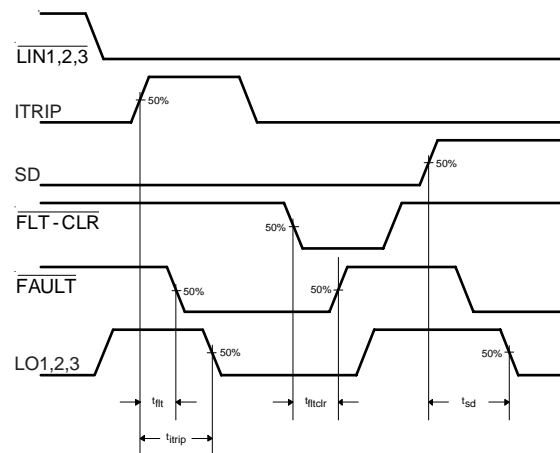 LIN1,2,3
ITRIP
50%
SD
50%
FLT-CLR
50%
FAULT
50%
50%
LO1,2,3
50%
50%
tflt
tfltclr
tsd
titrip